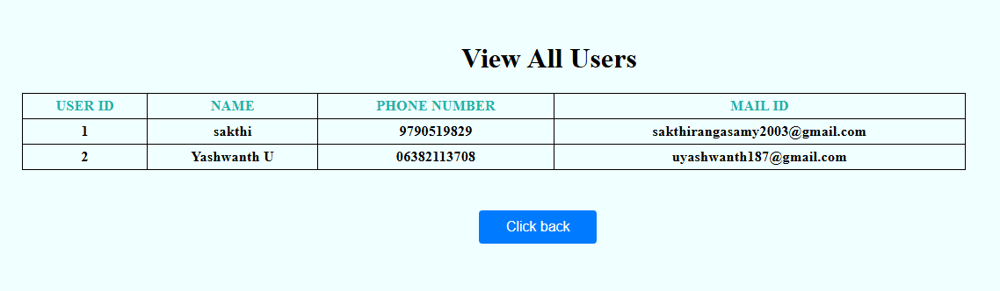 View All Users
USER ID NAME PHONE NUMBER MAIL ID
1 sakthi 9790519829 sakthirangasamy2003@gmail.com
2 Yashwanth U 06382113708 uyashwanth187@gmail.com
Click back